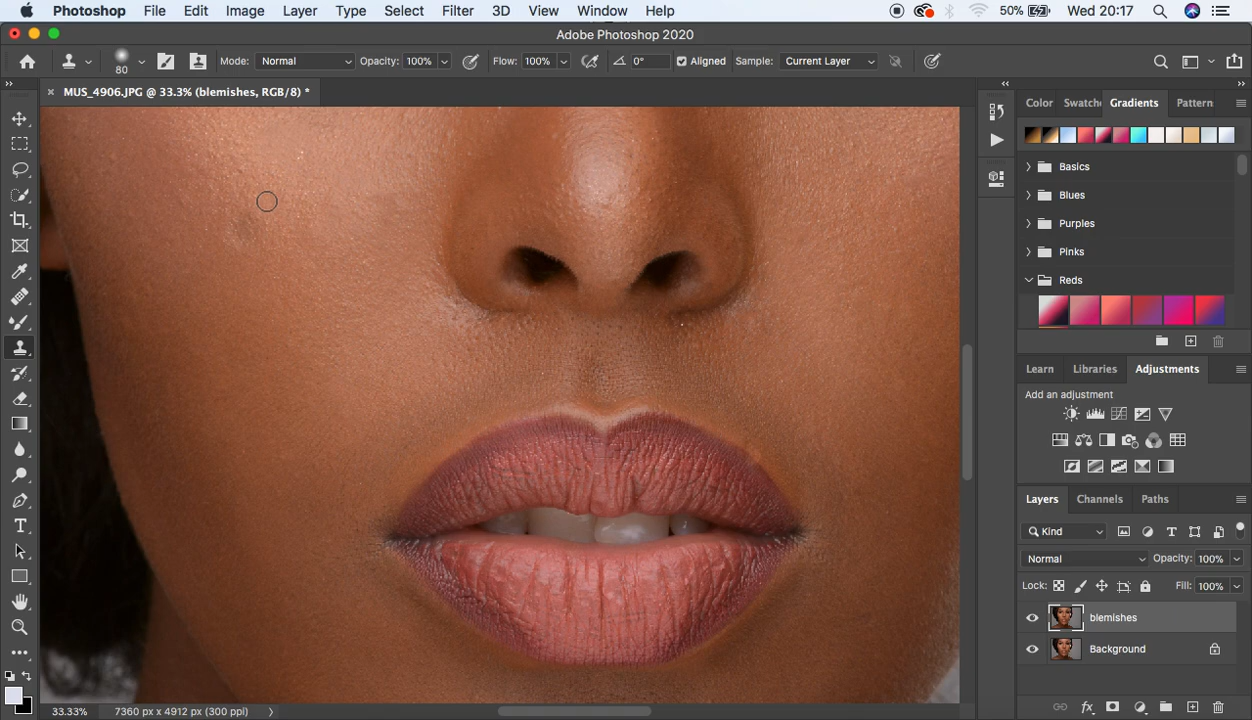 Photoshop File Edit Image Layer Type Select Filter 3D View Window Help 50% Wed 20:17
Adobe Photoshop 2020
80 Mode: Normal Opacity: 100% Flow: 100% 0° Aligned Sample: Current Layer
MUS_4906.JPG @ 33.3% (blemishes, RGB/8) *
Color Swatche Gradients Pattern
Basics
Blues
Purples
Pinks
Reds
Learn Libraries Adjustments
Add an adjustment
Layers Channels Paths
Kind
Normal Opacity: 100%
Lock: Fill: 100%
blemishes
Background
33.33% 7360 px x 4912 px (300 ppi)